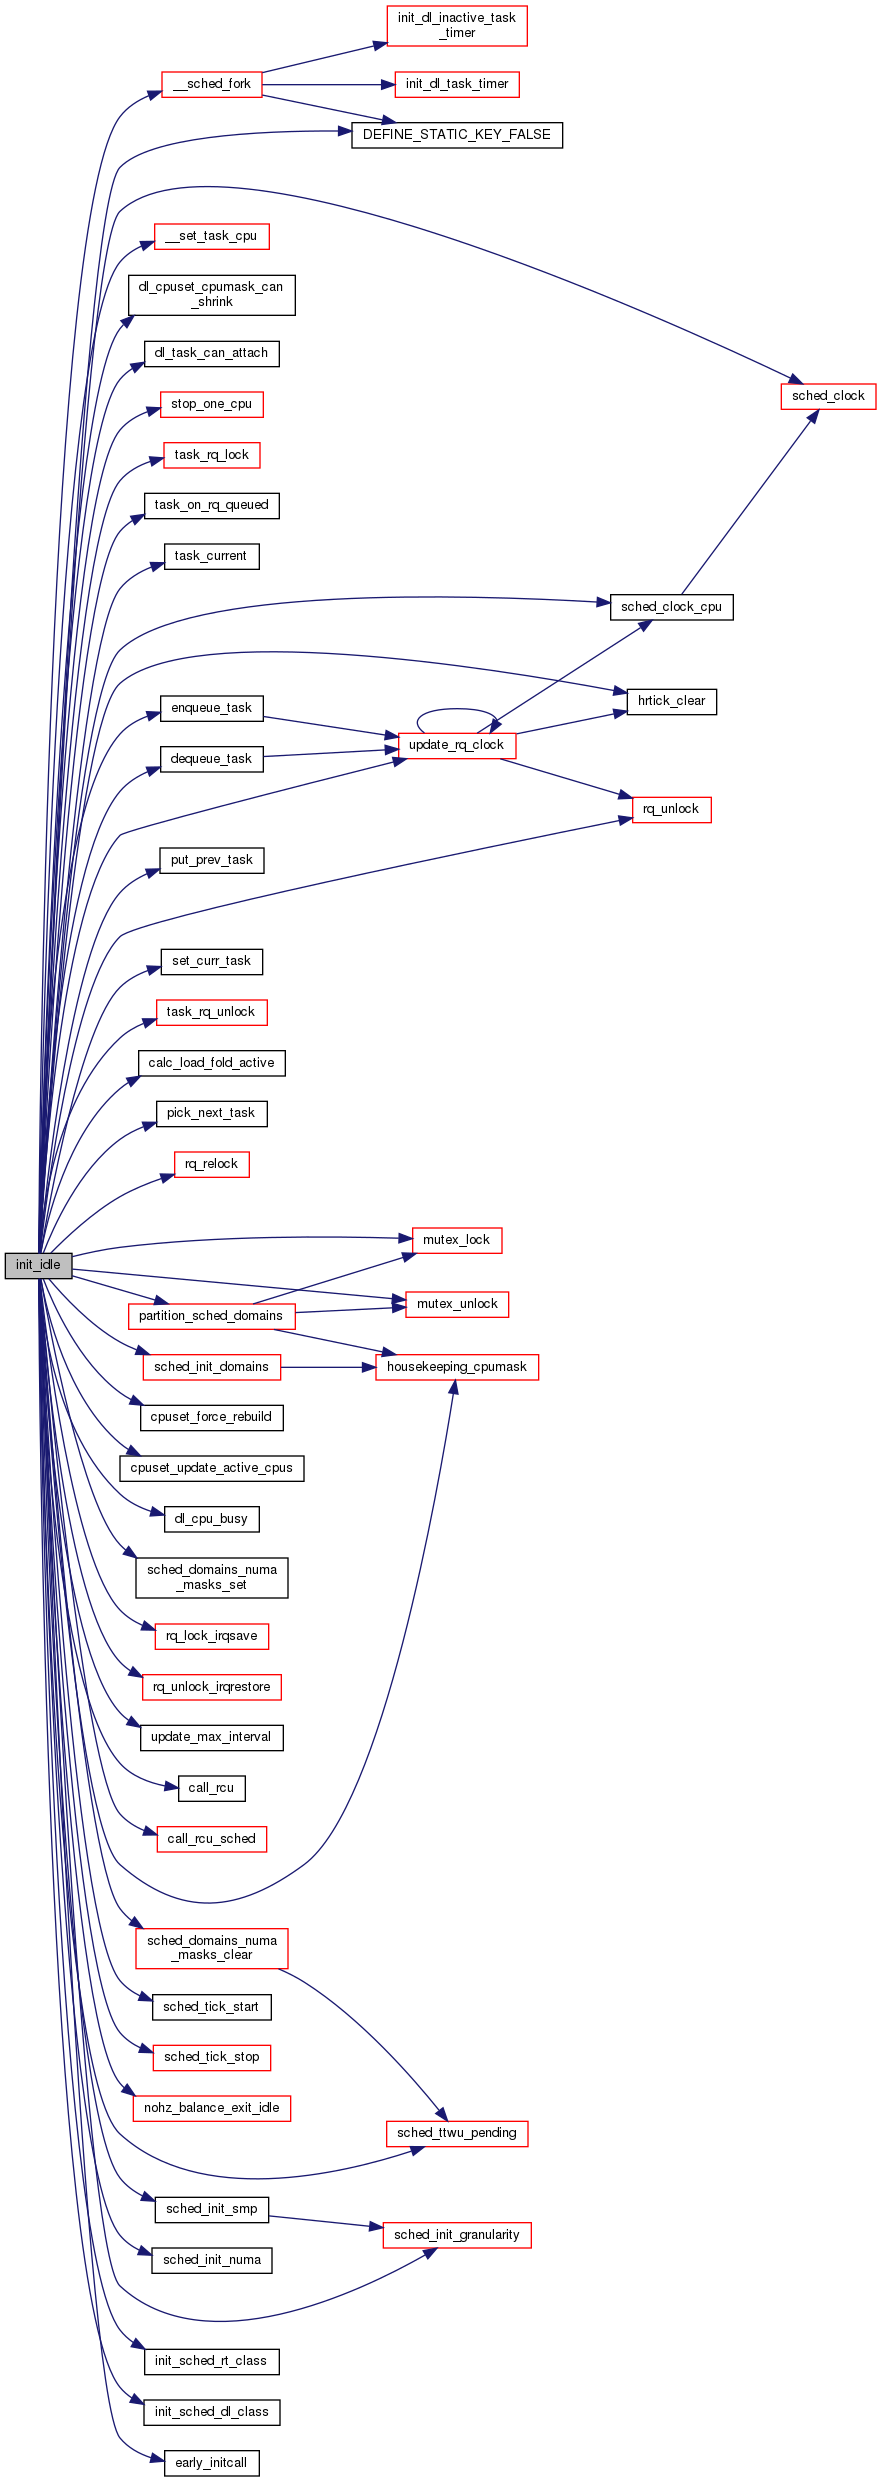 init_dl_inactive_task
_timer
__sched_fork
init_dl_task_timer
DEFINE_STATIC_KEY_FALSE
__set_task_cpu
dl_cpuset_cpumask_can
_shrink
dl_task_can_attach
sched_clock
stop_one_cpu
task_rq_lock
task_on_rq_queued
task_current
sched_clock_cpu
enqueue_task
hrtick_clear
update_rq_clock
dequeue_task
rq_unlock
put_prev_task
set_curr_task
task_rq_unlock
calc_load_fold_active
pick_next_task
rq_relock
mutex_lock
init_idle
mutex_unlock
partition_sched_domains
sched_init_domains
housekeeping_cpumask
cpuset_force_rebuild
cpuset_update_active_cpus
dl_cpu_busy
sched_domains_numa
_masks_set
rq_lock_irqsave
rq_unlock_irqrestore
update_max_interval
call_rcu
call_rcu_sched
sched_domains_numa
_masks_clear
sched_tick_start
sched_tick_stop
nohz_balance_exit_idle
sched_ttwu_pending
sched_init_smp
sched_init_granularity
sched_init_numa
init_sched_rt_class
init_sched_dl_class
early_initcall